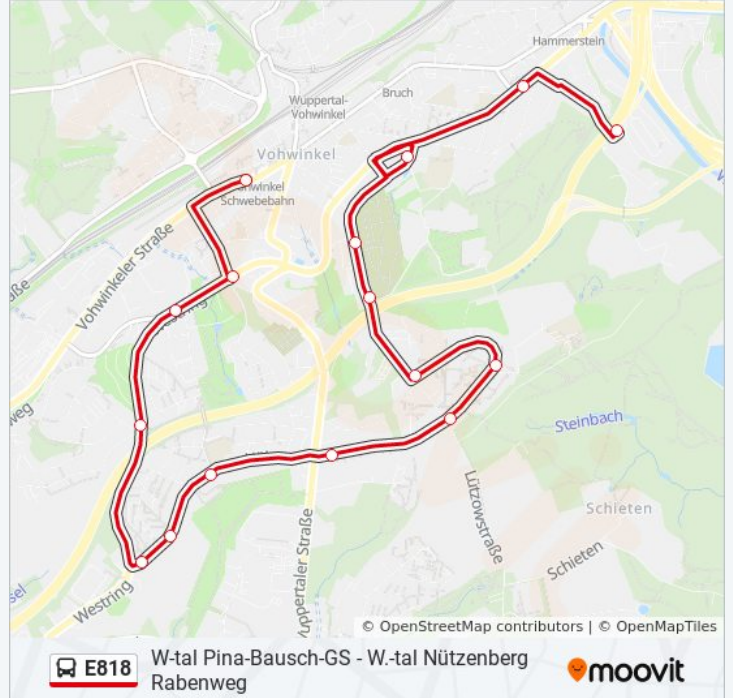 Hammerstein
Wuppertal-
Vohwinkel
Bruch
Vohwinkel
Schwebebahn
Vohwinkeler Straße
Westring
Steinbach
Lützowstraße
Schieten
Schieten
Wuppertaler Straße
© OpenStreetMap contributors | © OpenMapTiles
E818
W-tal Pina-Bausch-GS - W.-tal Nützenberg
Rabenweg
moovit